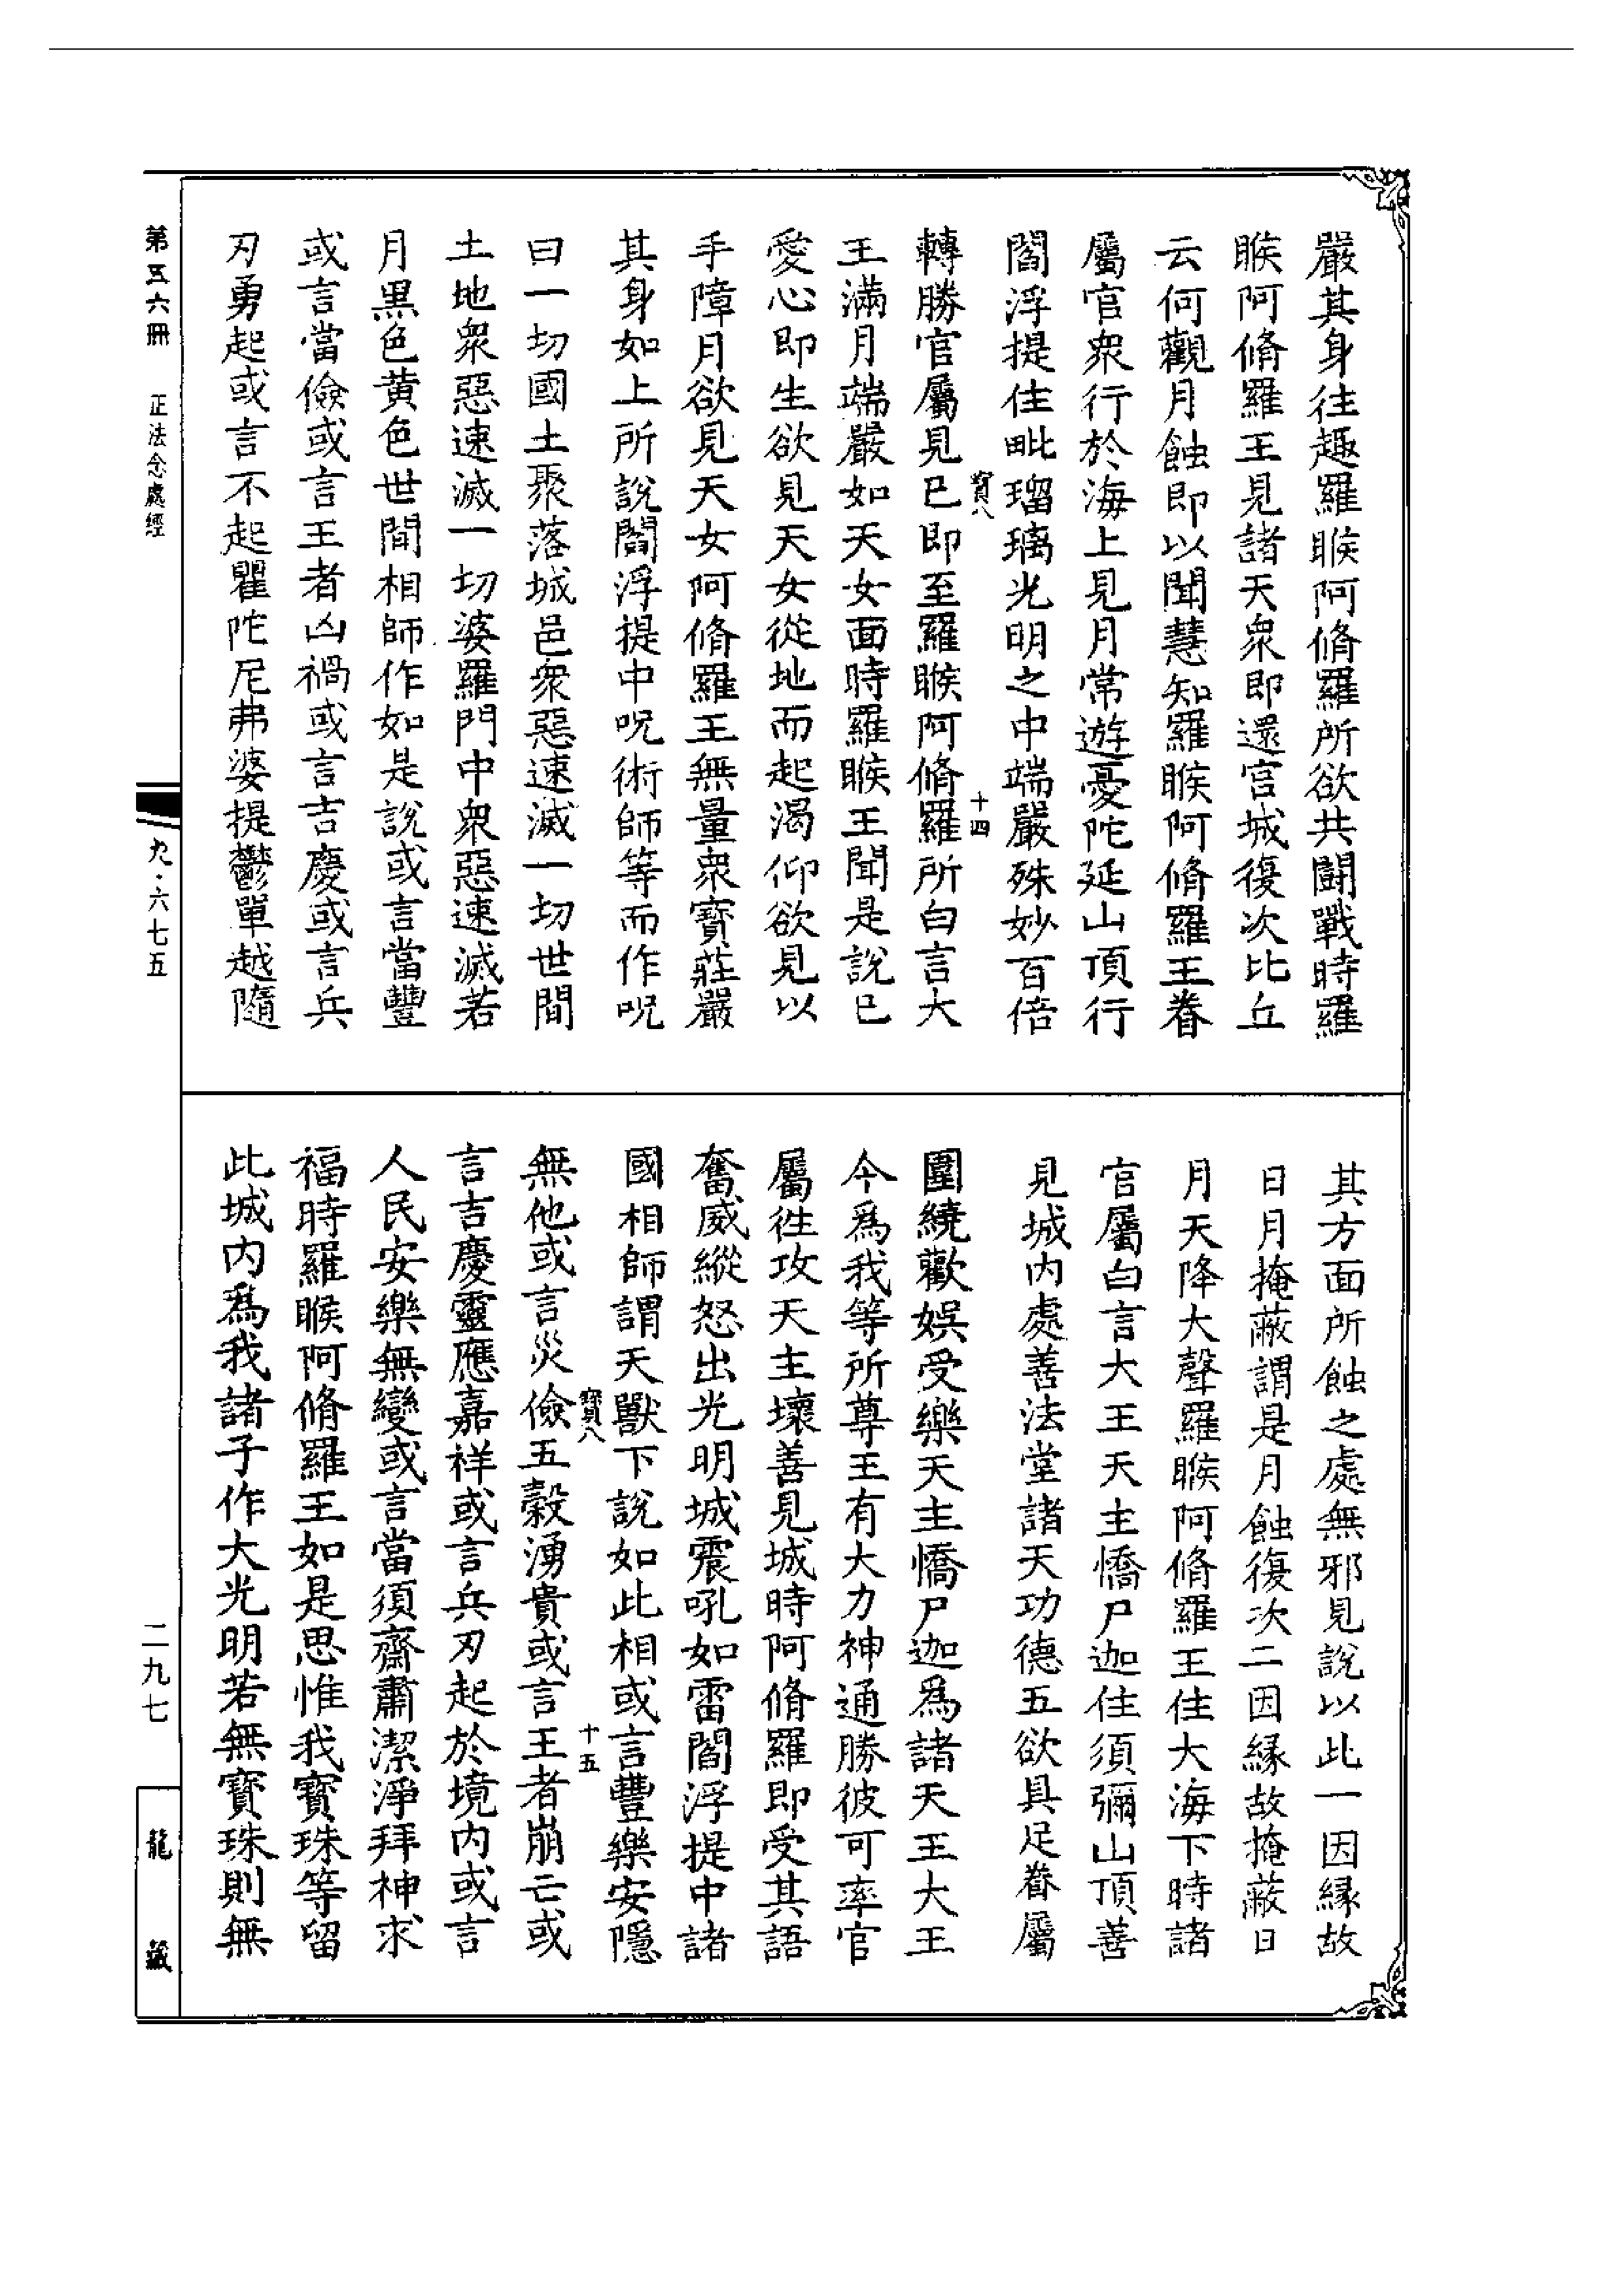 嚴其身往趣羅睺阿脩羅所欲共鬪戰時羅
睺阿脩羅王見諸天衆即還宮城復次比丘
云何觀月蝕即以聞慧知羅睺阿脩羅王眷
屬官衆行於海上見月常遊憂陀延山頂行
閻浮提住毗瑠璃光明之中端嚴殊妙百倍
轉勝官屬見已即至羅睺阿脩羅所白言大
寳八
十四
王滿月端嚴如天女面時羅睺王聞是說已
愛心即生欲見天女從地而起渴仰欲見以
手障月欲見天女阿脩羅王無量衆寶莊嚴
其身如上所說閻浮提中呪術師等而作呪
曰一切國土聚落城邑衆惡速滅一切世間
土地衆惡速滅一切婆羅門中衆惡速滅若
月黑色黄色世間相師作如是說或言當豐
或言當儉或言王者凶禍或言吉慶或言兵
刃勇起或言不起瞿陀尼弗婆提鬱單越隨
其方面所蝕之處無邪見說以此一因縁故
日月掩蔽謂是月蝕復次二因縁故掩蔽日
月天降大聲羅睺阿脩羅王住大海下時諸
官屬白言大王天主憍尸迦住須彌山頂善
見城内處善法堂諸天功德五欲具足眷屬
圍繞歡娛受樂天主憍尸迦爲諸天王大王
今爲我等所尊王有大力神通勝彼可率官
屬徃攻天主壞善見城時阿脩羅即受其語
奮威縱怒出光明城震吼如雷閻浮提中諸
國相師謂天獸下說如此相或言豐樂安隱
寳八
十五
無他或言災儉五穀湧貴或言王者崩亡或
言吉慶靈應嘉祥或言兵刃起於境内或言
人民安樂無變或言當須齋肅潔淨拜神求
福時羅睺阿脩羅王如是思惟我寶珠等留
此城内爲我諸子作大光明若無寶珠則無
第五六冊
正法念處經
九·六七五
二九七
龍藏